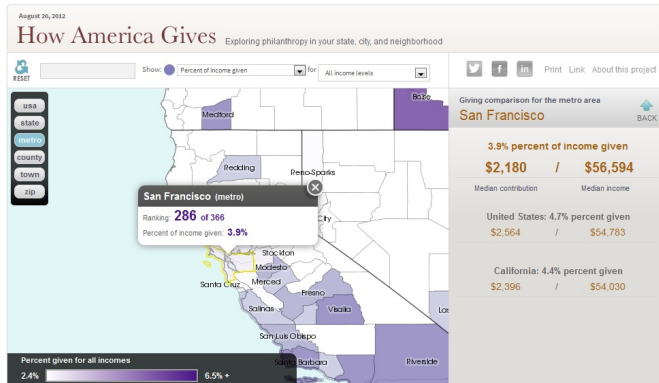 August 20, 2012
How America Gives Exploring philanthropy in your state, city, and neighborhood
RESET
Show: Percent of income given for All income levels
Print Link About this project
usa
state
metro
county
town
zip
Medford
Boise
Redding
Reno-Sparks
San Francisco (metro)
Ranking: 286 of 366
Percent of income given: 3.9%
City
Stockton
Modesto
Santa Cruz
Merced
Fresno
Salinas
Visalia
San Luis Obispo
Santa Barbara
Riverside
Percent given for all incomes
2.4% 6.5% +
Giving comparison for the metro area
San Francisco
BACK
3.9% percent of income given
$2,180 / $56,594
Median contribution Median income
United States: 4.7% percent given
$2,564 / $54,783
California: 4.4% percent given
$2,396 / $54,030